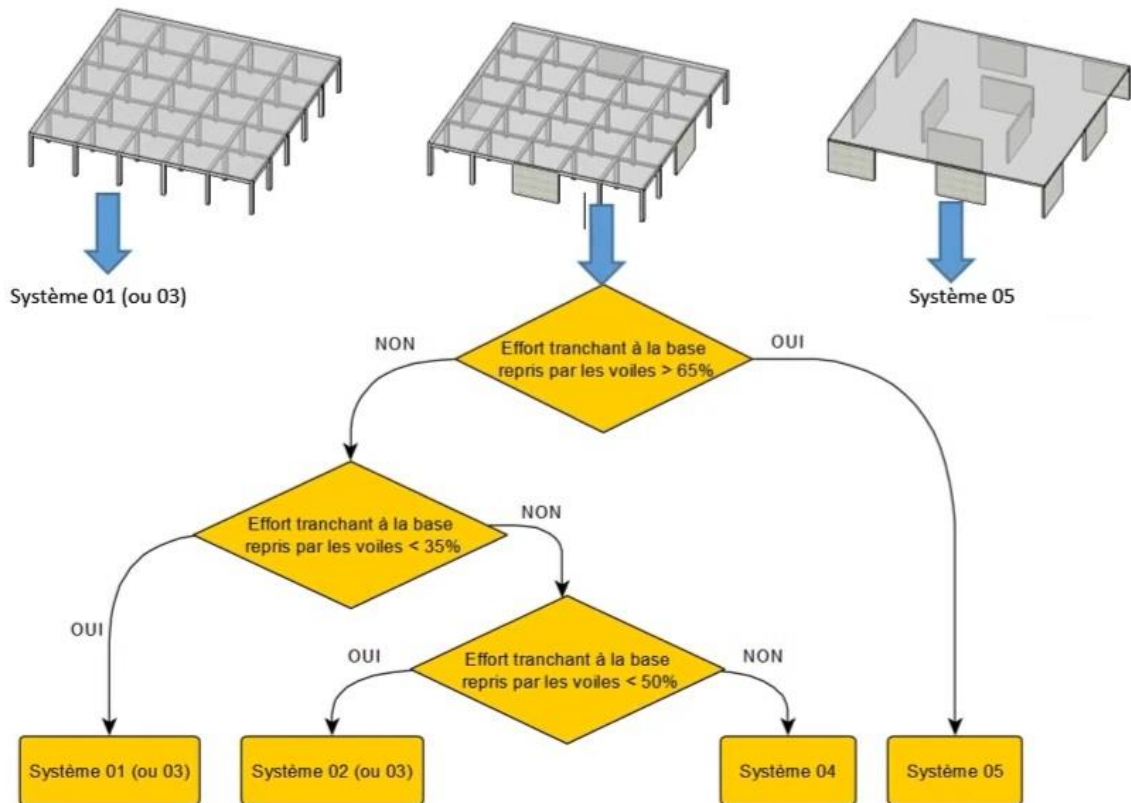 Système 01 (ou 03)
Système 05
NON
Effort tranchant à la base
repris par les voiles > 65%
OUI
Effort tranchant à la base
repris par les voiles < 35%
NON
OUI
OUI
Effort tranchant à la base
repris par les voiles < 50%
NON
Système 01 (ou 03)
Système 02 (ou 03)
Système 04
Système 05